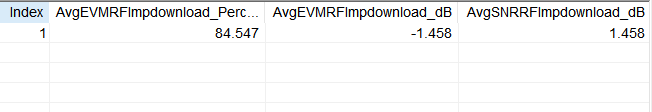 Index AvgEVMRFImpdownload_Perc... AvgEVMRFImpdownload_dB AvgSNRRFImpdownload_dB
1 84.547 -1.458 1.458